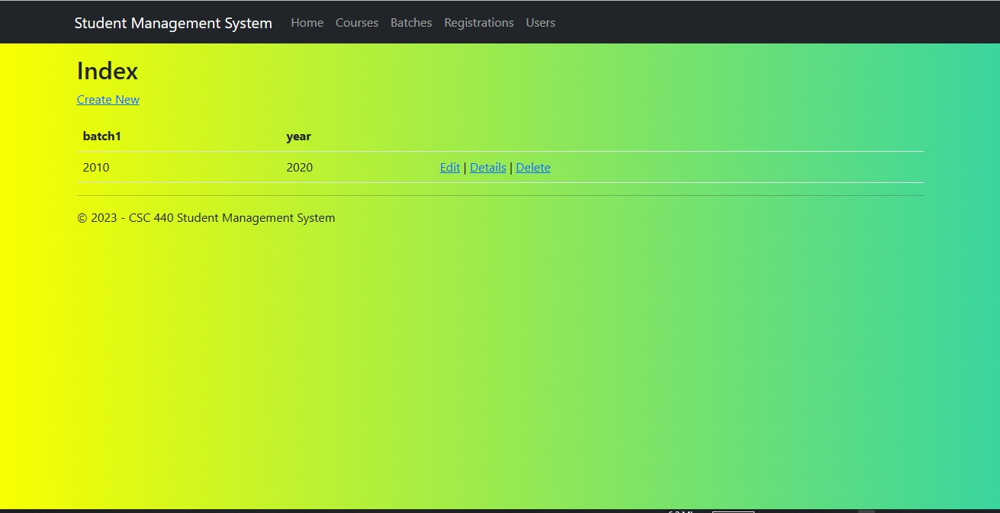 Student Management System Home Courses Batches Registrations Users
Index
Create New
batch1 year
2010 2020 Edit | Details | Delete
© 2023 - CSC 440 Student Management System